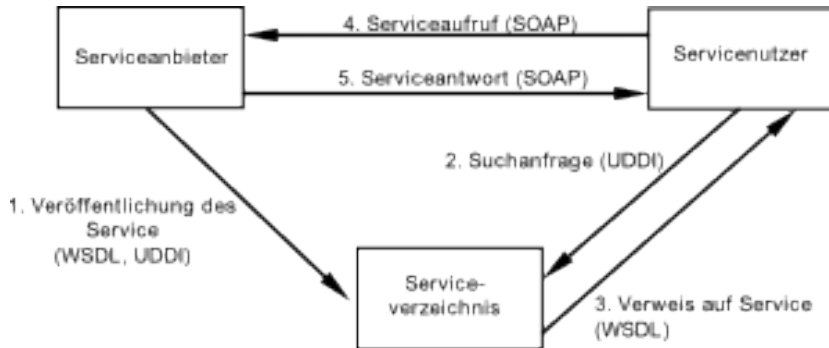 4. Serviceaufruf (SOAP)
Serviceanbieter
Servicenutzer
5. Serviceantwort (SOAP)
2. Suchanfrage (UDDI)
1. Veröffentlichung des
Service
(WSDL, UDDI)
Service-
verzeichnis
3. Verweis auf Service
(WSDL)